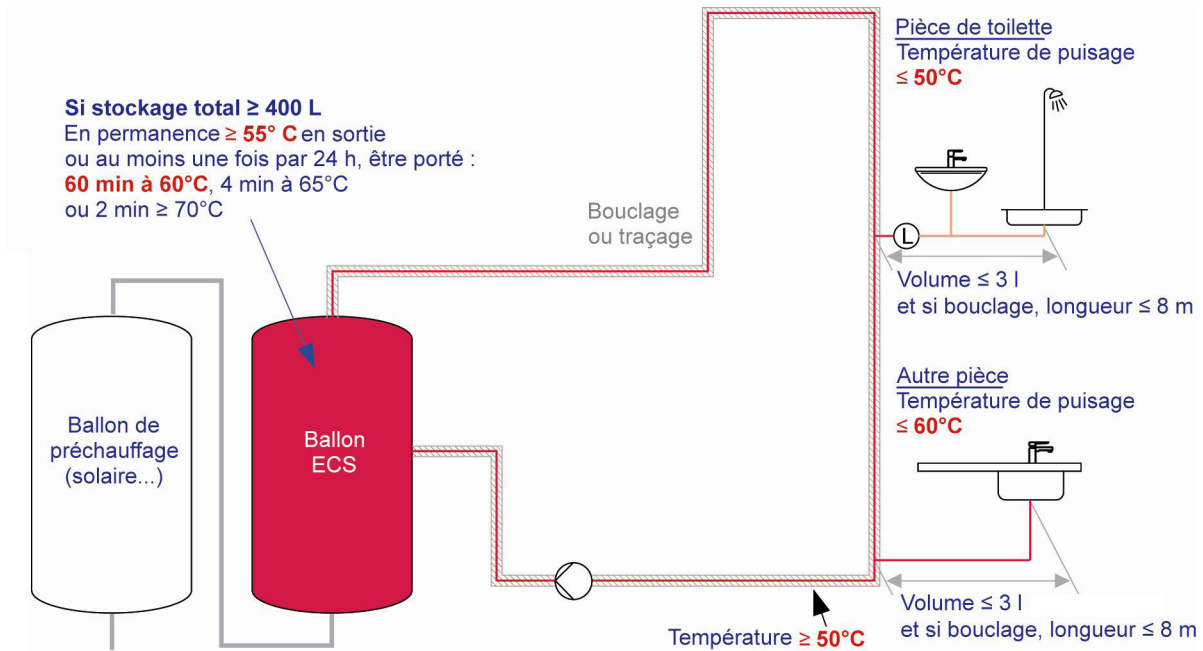 Si stockage total ≥ 400 L
En permanence ≥ 55° C en sortie
ou au moins une fois par 24 h, être porté :
60 min à 60°C, 4 min à 65°C
ou 2 min ≥ 70°C
Bouclage
ou traçage
Pièce de toilette
Température de puisage
≤ 50°C
L
Volume ≤ 3 l
et si bouclage, longueur ≤ 8 m
Autre pièce
Température de puisage
≤ 60°C
Volume ≤ 3 l
et si bouclage, longueur ≤ 8 m
Ballon de
préchauffage
(solaire...)
Ballon
ECS
Température ≥ 50°C